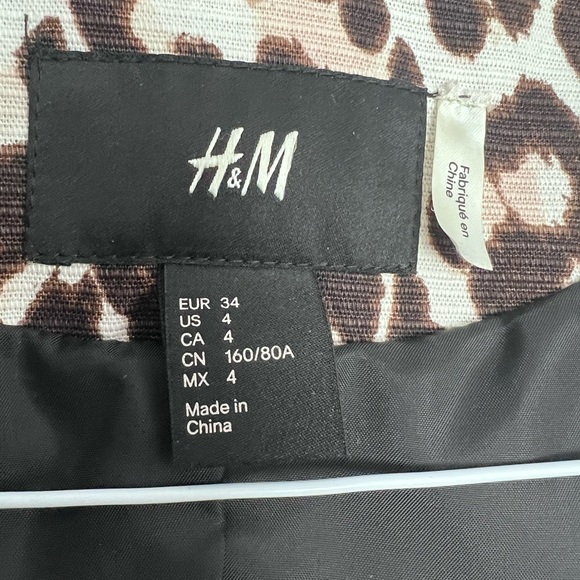 H&M
Fabriqué en
Chine
EUR 34
US 4
CA 4
CN 160/80A
MX 4
Made in
China